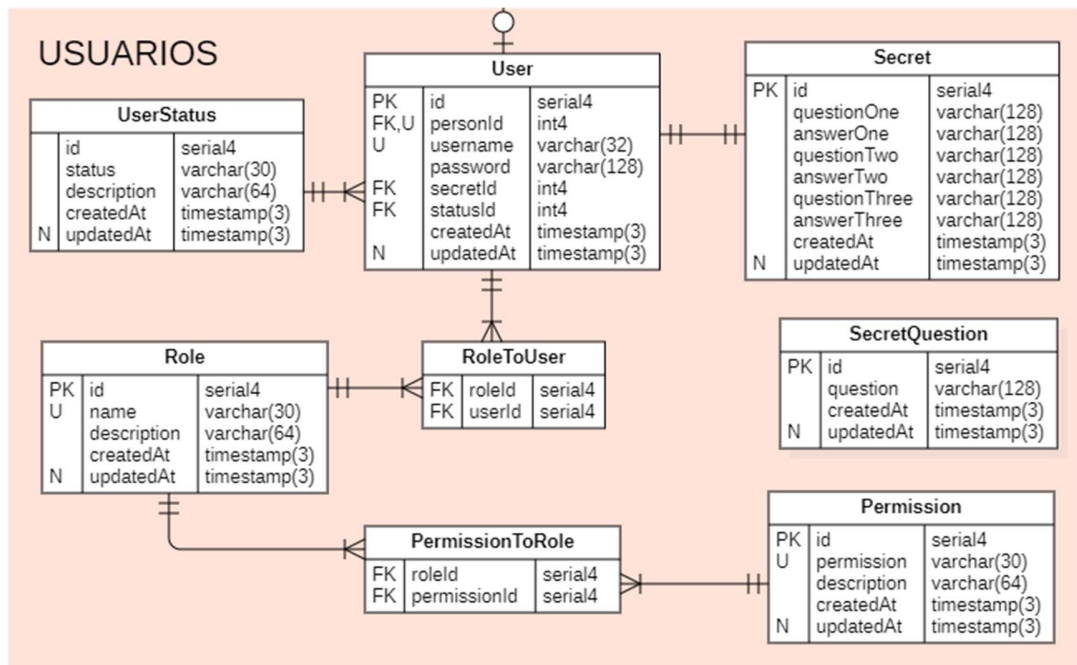 USUARIOS
User
PK id serial4
FK,U personId int4
U username varchar(32)
password varchar(128)
FK secretId int4
FK statusId int4
createdAt timestamp(3)
N updatedAt timestamp(3)
Secret
PK id serial4
questionOne varchar(128)
answerOne varchar(128)
questionTwo varchar(128)
answerTwo varchar(128)
questionThree varchar(128)
answerThree varchar(128)
createdAt timestamp(3)
N updatedAt timestamp(3)
UserStatus
id serial4
status varchar(30)
description varchar(64)
createdAt timestamp(3)
N updatedAt timestamp(3)
Role
PK id serial4
U name varchar(30)
description varchar(64)
createdAt timestamp(3)
N updatedAt timestamp(3)
RoleToUser
FK roleId serial4
FK userId serial4
SecretQuestion
PK id serial4
question varchar(128)
createdAt timestamp(3)
N updatedAt timestamp(3)
PermissionToRole
FK roleId serial4
FK permissionId serial4
Permission
PK id serial4
U permission varchar(30)
description varchar(64)
createdAt timestamp(3)
N updatedAt timestamp(3)